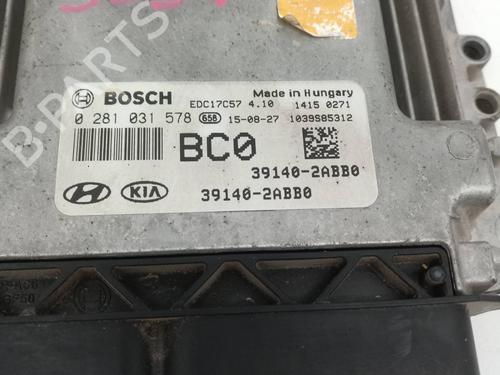 BOSCH
EDC17C57 4.10
Made in Hungary
1415 0271
0 281 031 578
658
15-08-27
1039S85312
BC0
39140-2ABB0
KIA
39140-2ABB0
B-PARTS